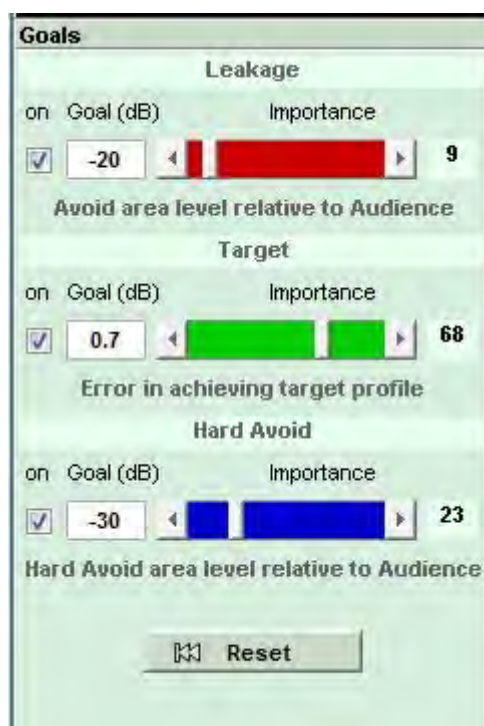 Goals
Leakage
on Goal (dB) Importance
-20 9
Avoid area level relative to Audience
Target
on Goal (dB) Importance
0.7 68
Error in achieving target profile
Hard Avoid
on Goal (dB) Importance
-30 23
Hard Avoid area level relative to Audience
Reset